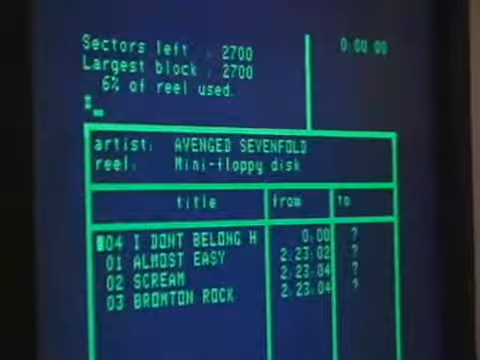 Sectors left : 2700
0:00 00
Largest block : 2700
6% of reel used.
artist: AVENGED SEVENFOLD
reel: Mini-floppy disk
title from to
04 I DONT BELONG H 0:00 ?
01 ALMOST EASY 2:23:02 ?
02 SCREAM 2:23:04 ?
03 BROMTON ROCK 2:23:04 ?